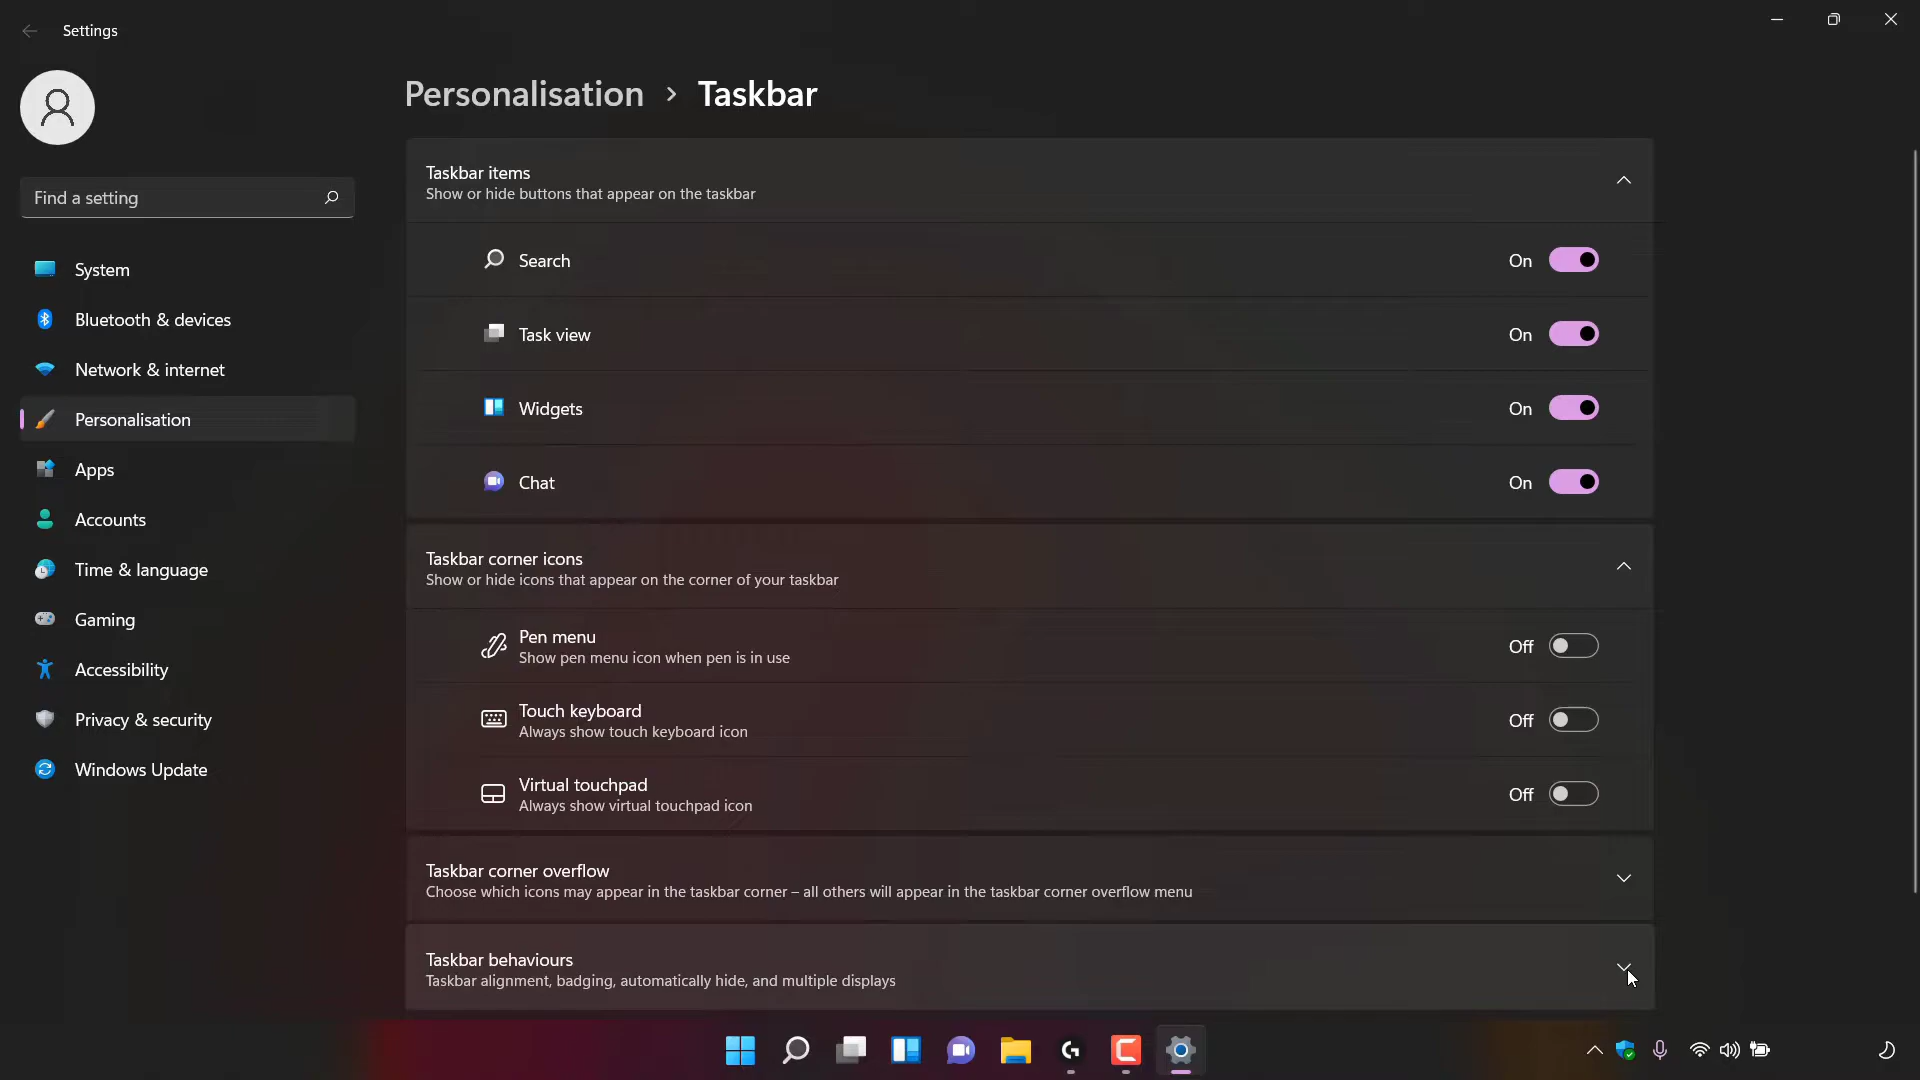 Settings
Personalisation > Taskbar
Find a setting
System
Bluetooth & devices
Network & internet
Personalisation
Apps
Accounts
Time & language
Gaming
Accessibility
Privacy & security
Windows Update
Taskbar items
Show or hide buttons that appear on the taskbar
Search On
Task view On
Widgets On
Chat On
Taskbar corner icons
Show or hide icons that appear on the corner of your taskbar
Pen menu
Show pen menu icon when pen is in use
Off
Touch keyboard
Always show touch keyboard icon
Off
Virtual touchpad
Always show virtual touchpad icon
Off
Taskbar corner overflow
Choose which icons may appear in the taskbar corner – all others will appear in the taskbar corner overflow menu
Taskbar behaviours
Taskbar alignment, badging, automatically hide, and multiple displays